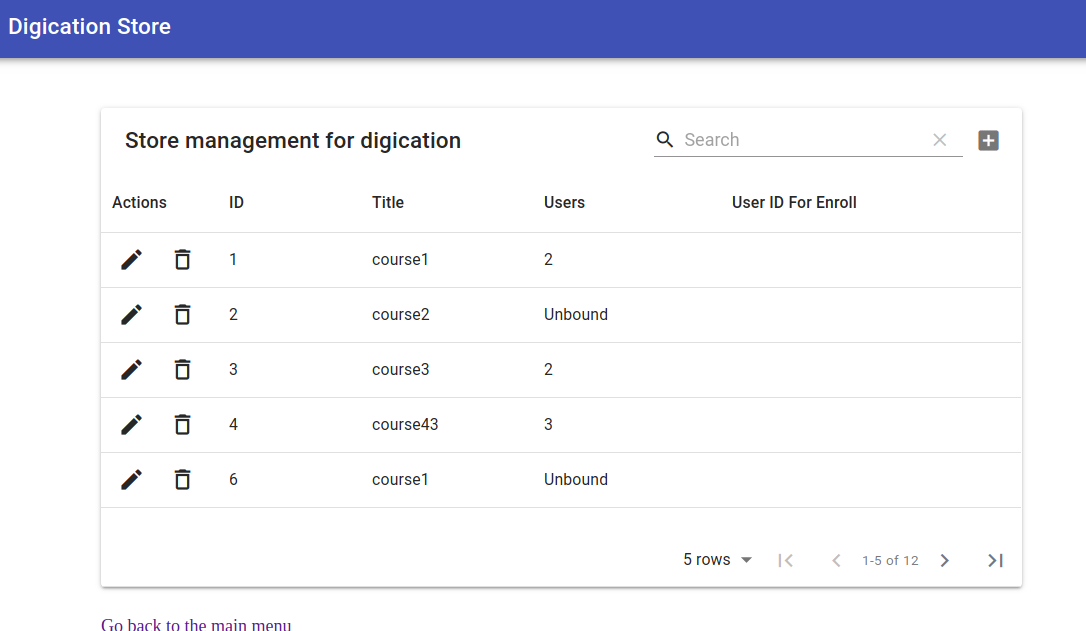 Digication Store
Store management for digication
Search
Actions ID Title Users User ID For Enroll
1 course1 2
2 course2 Unbound
3 course3 2
4 course43 3
6 course1 Unbound
5 rows 1-5 of 12
Go back to the main menu